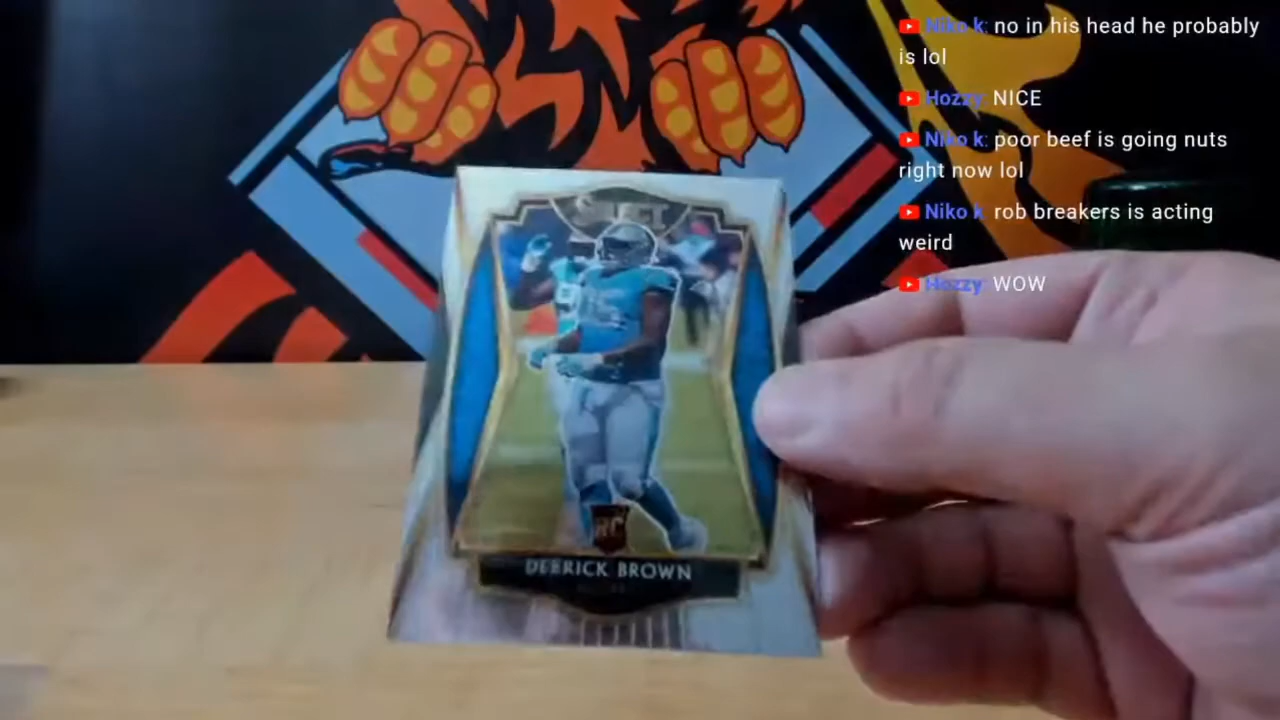 Niko k: no in his head he probably
is lol
Hozzy: NICE
Niko k: poor beef is going nuts
right now lol
Niko k: rob breakers is acting
weird
Hozzy: WOW
SELECT
RC
DERRICK BROWN